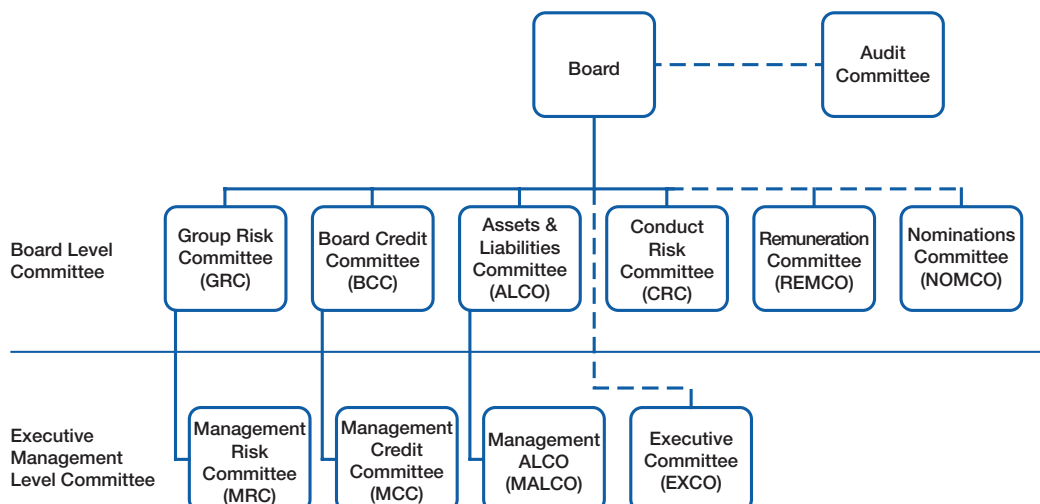 Board
Audit
Committee
Board Level
Committee
Group Risk
Committee
(GRC)
Board Credit
Committee
(BCC)
Assets &
Liabilities
Committee
(ALCO)
Conduct
Risk
Committee
(CRC)
Remuneration
Committee
(REMCO)
Nominations
Committee
(NOMCO)
Executive
Management
Level Committee
Management
Risk
Committee
(MRC)
Management
Credit
Committee
(MCC)
Management
ALCO
(MALCO)
Executive
Committee
(EXCO)